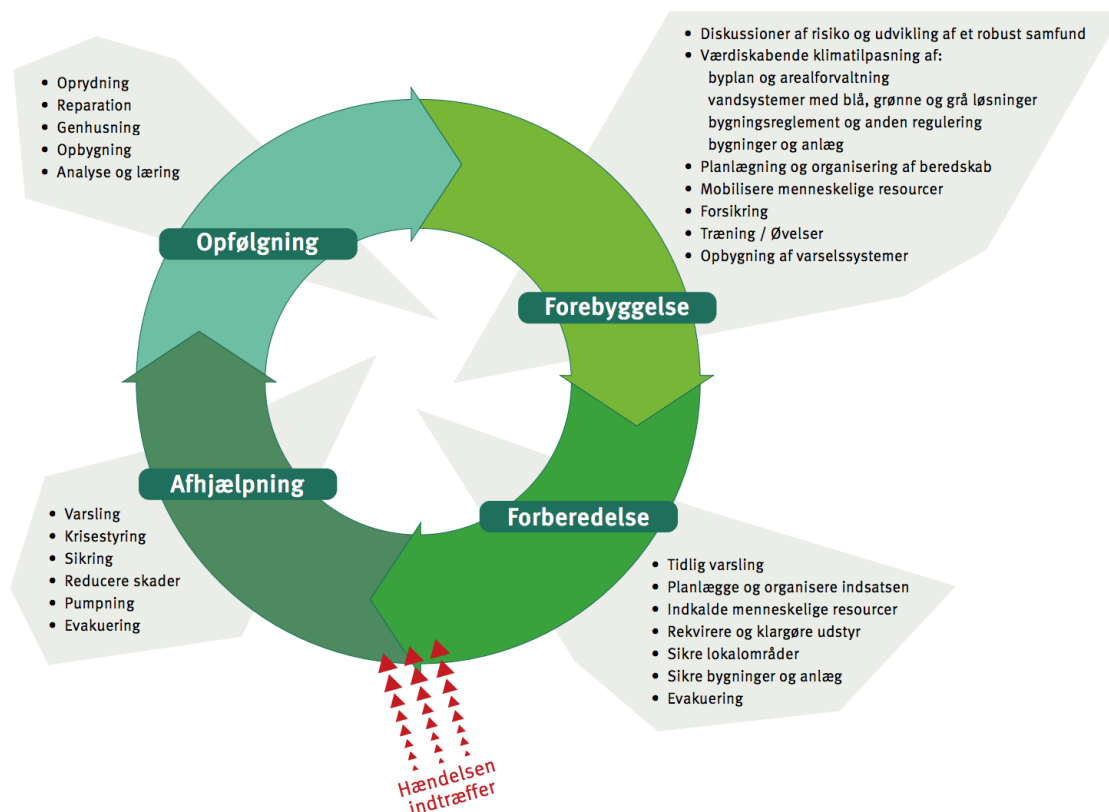 • Oprydning
• Reparation
• Genhusning
• Opbygning
• Analyse og læring
• Diskussioner af risiko og udvikling af et robust samfund
• Værdiskabende klimatilpasning af:
byplan og arealforvaltning
vandsystemer med blå, grønne og grå løsninger
bygningsreglement og anden regulering
bygninger og anlæg
• Planlægning og organisering af beredskab
• Mobilisere menneskelige resourcer
• Forsikring
• Træning / Øvelser
• Opbygning af varselssystemer
Opfølgning
Forebyggelse
Afhjælpning
Forberedelse
• Varsling
• Krisestyring
• Sikring
• Reducere skader
• Pumpning
• Evakuering
• Tidlig varsling
• Planlægge og organisere indsatsen
• Indkalde menneskelige resourcer
• Rekvirere og klargøre udstyr
• Sikre lokalområder
• Sikre bygninger og anlæg
• Evakuering
Hændelsen
indtræffer